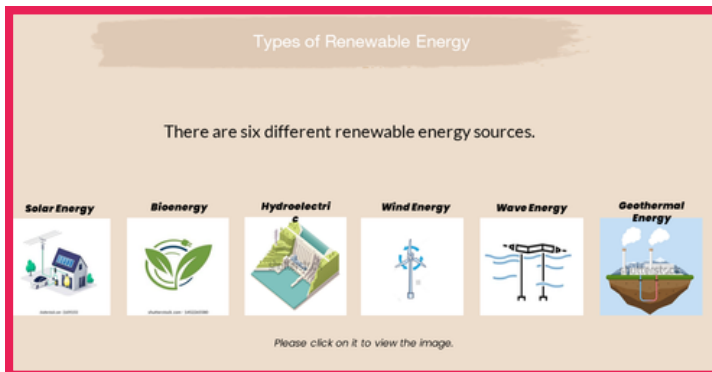 Types of Renewable Energy
There are six different renewable energy sources.
Solar Energy
Bioenergy
Hydroelectri
c
Wind Energy
Wave Energy
Geothermal
Energy
Please click on it to view the image.